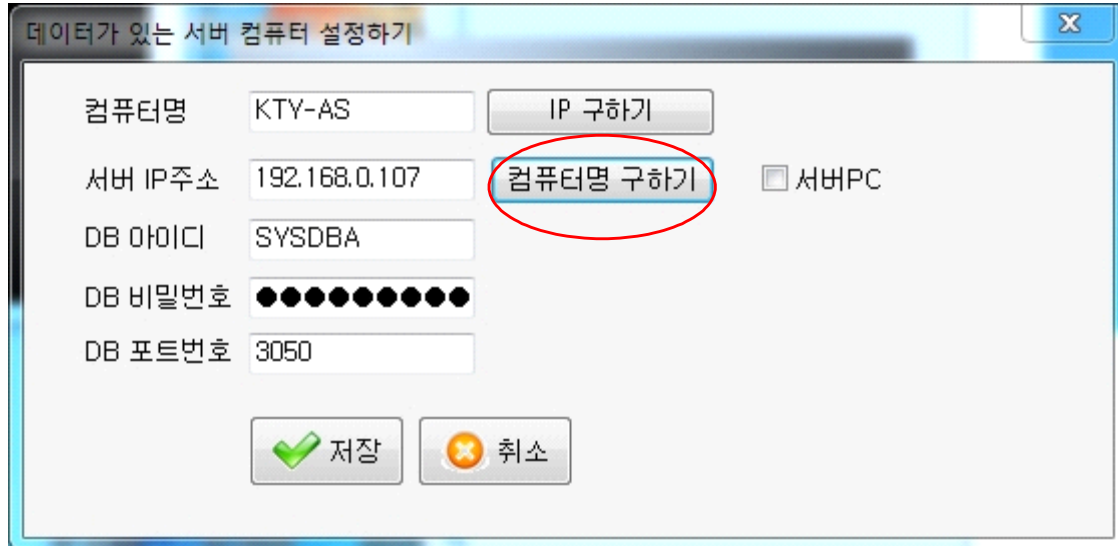 데이터가 있는 서버 컴퓨터 설정하기
컴퓨터명 KTY-AS IP 구하기
서버 IP주소 192.168.0.107 컴퓨터명 구하기 서버PC
DB 아이디 SYSDBA
DB 비밀번호 ●●●●●●●●●
DB 포트번호 3050
저장 취소